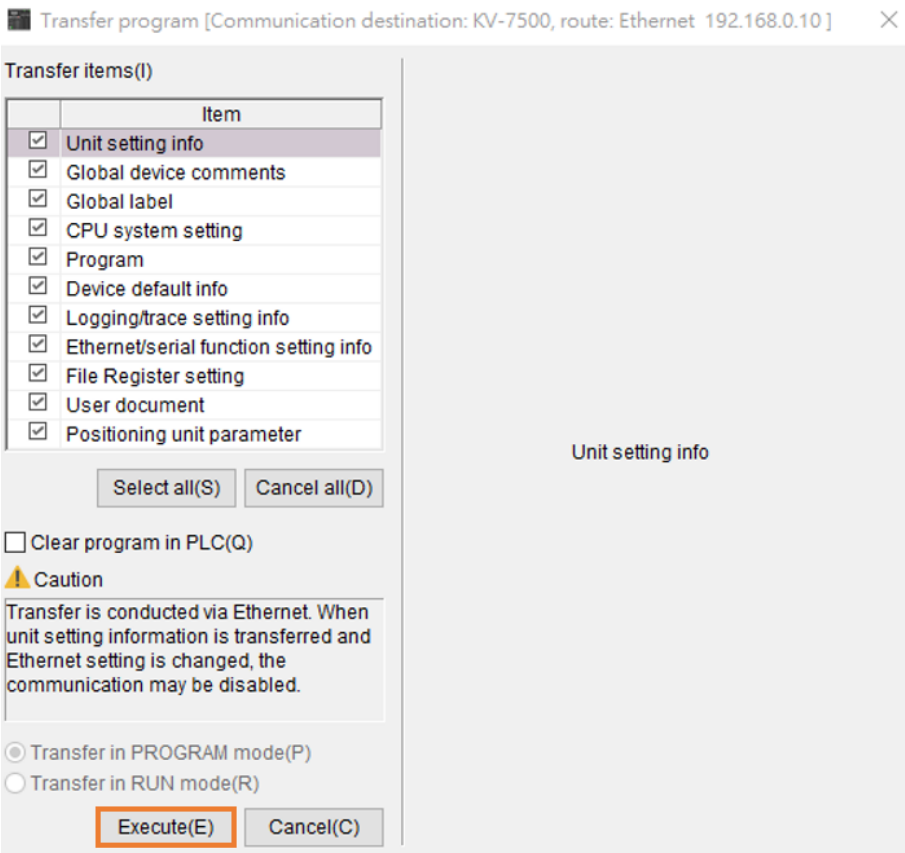 Transfer program [Communication destination: KV-7500, route: Ethernet  192.168.0.10 ]
Transfer items(I)
Item
Unit setting info
Global device comments
Global label
CPU system setting
Program
Device default info
Logging/trace setting info
Ethernet/serial function setting info
File Register setting
User document
Positioning unit parameter
Unit setting info
Select all(S)
Cancel all(D)
Clear program in PLC(Q)
Caution
Transfer is conducted via Ethernet. When
unit setting information is transferred and
Ethernet setting is changed, the
communication may be disabled.
Transfer in PROGRAM mode(P)
Transfer in RUN mode(R)
Execute(E)
Cancel(C)